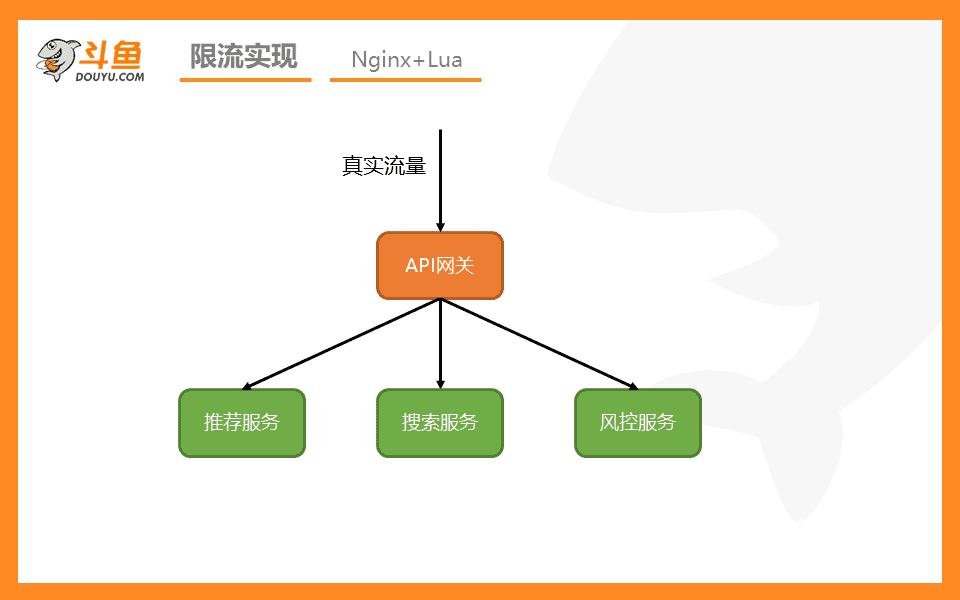 斗鱼
DOUYU.COM
限流实现
Nginx+Lua
真实流量
API网关
推荐服务
搜索服务
风控服务